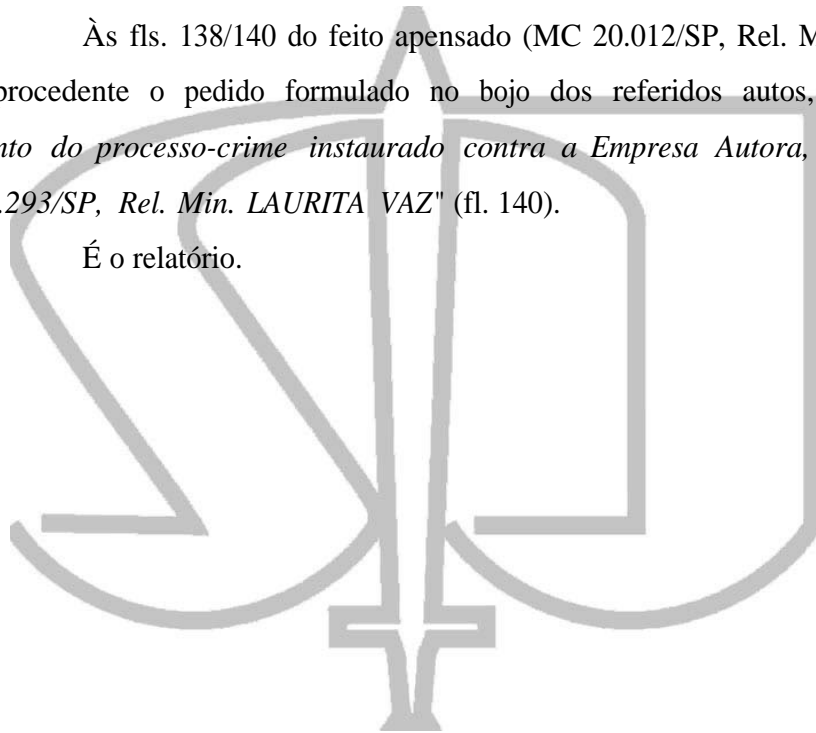 Às fls. 138/140 do feito apensado (MC 20.012/SP, Rel. M
procedente o pedido formulado no bojo dos referidos autos,
nto do processo-crime instaurado contra a Empresa Autora,
.293/SP, Rel. Min. LAURITA VAZ" (fl. 140).
É o relatório.